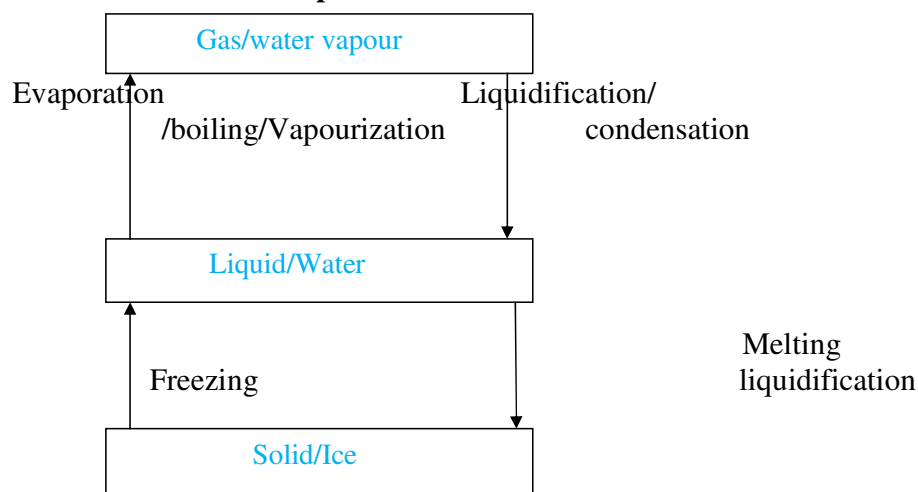 Gas/water vapour
Evaporation Liquidification/
/boiling/Vapourization condensation
Liquid/Water
Melting
Freezing liquidification
Solid/Ice